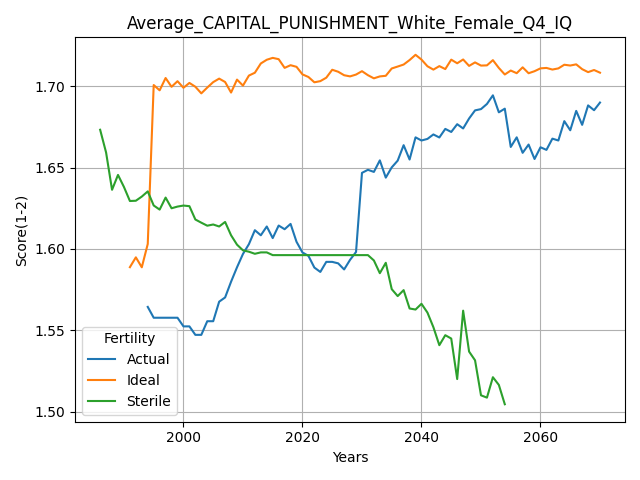 Average_CAPITAL_PUNISHMENT_White_Female_Q4_IQ
Score(1-2)
1.70
1.65
1.60
1.55
1.50
Fertility
Actual
Ideal
Sterile
2000
2020
2040
2060
Years